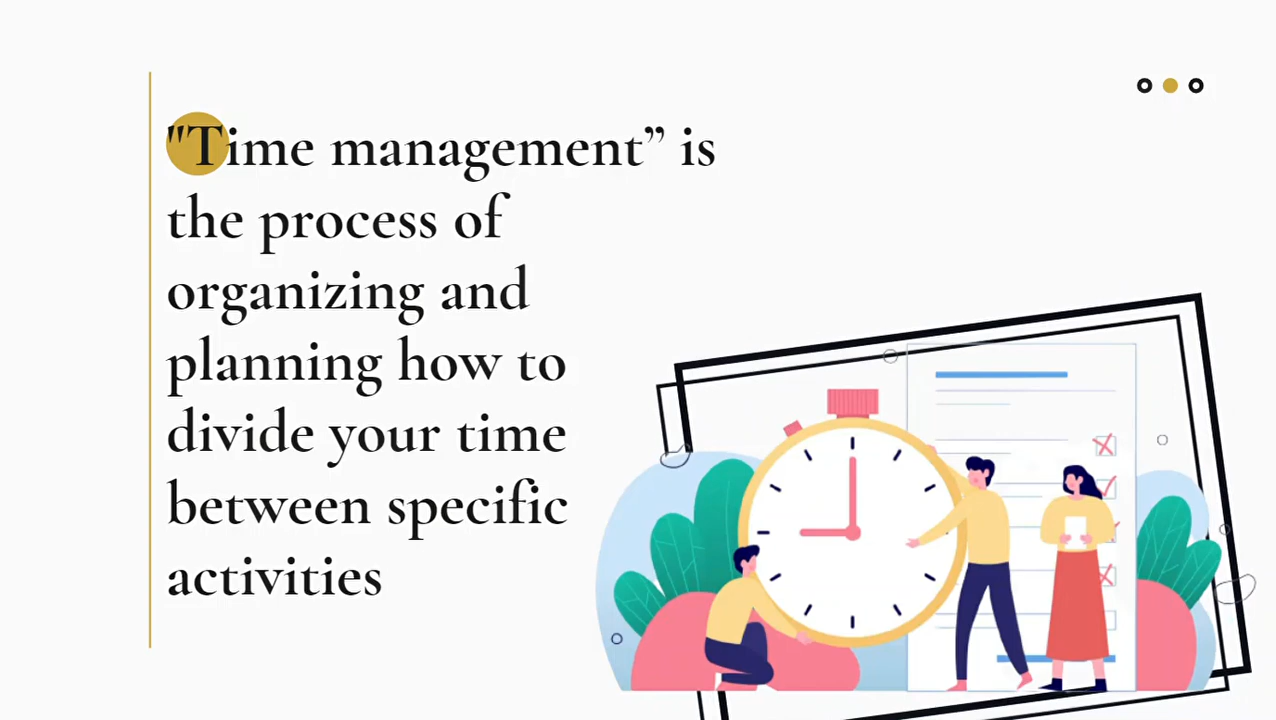 "Time management” is
the process of
organizing and
planning how to
divide your time
between specific
activities